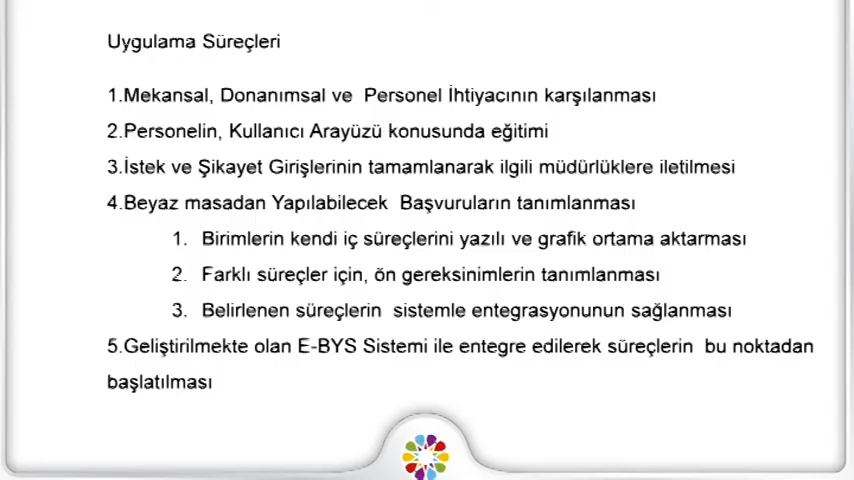 Uygulama Süreçleri
1.Mekansal, Donanımsal ve Personel İhtiyacının karşılanması
2.Personelin, Kullanıcı Arayüzü konusunda eğitimi
3.İstek ve Şikayet Girişlerinin tamamlanarak ilgili müdürlüklere iletilmesi
4.Beyaz masadan Yapılabilecek Başvuruların tanımlanması
1. Birimlerin kendi iç süreçlerini yazılı ve grafik ortama aktarması
2. Farklı süreçler için, ön gereksinimlerin tanımlanması
3. Belirlenen süreçlerin sistemle entegrasyonunun sağlanması
5.Geliştirilmekte olan E-BYS Sistemi ile entegre edilerek süreçlerin bu noktadan
başlatılması